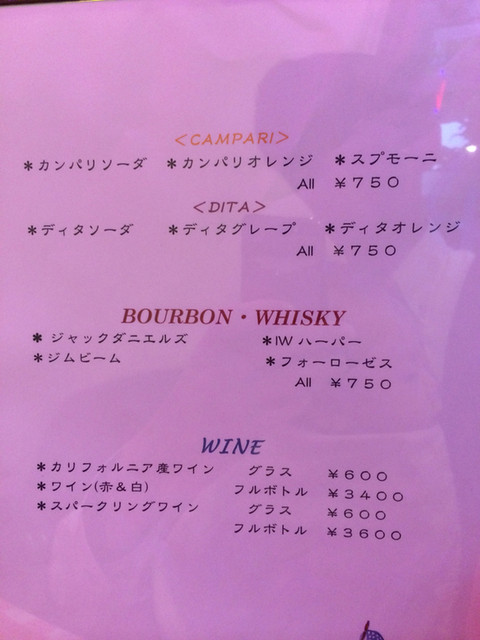 <CAMPARI>
＊カンパリソーダ ＊カンパリオレンジ ＊スプモーニ
All ￥７５０
<DITA>
＊ディタソーダ ＊ディタグレープ ＊ディタオレンジ
All ￥７５０
BOURBON・WHISKY
＊ ジャックダニエルズ ＊IW ハーパー
＊ジムビーム ＊フォーローゼス
All ￥７５０
WINE
＊カリフォルニア産ワイン グラス ￥６００
＊ワイン(赤＆白) フルボトル ￥３４００
＊スパークリングワイン グラス ￥６００
フルボトル ￥３６００